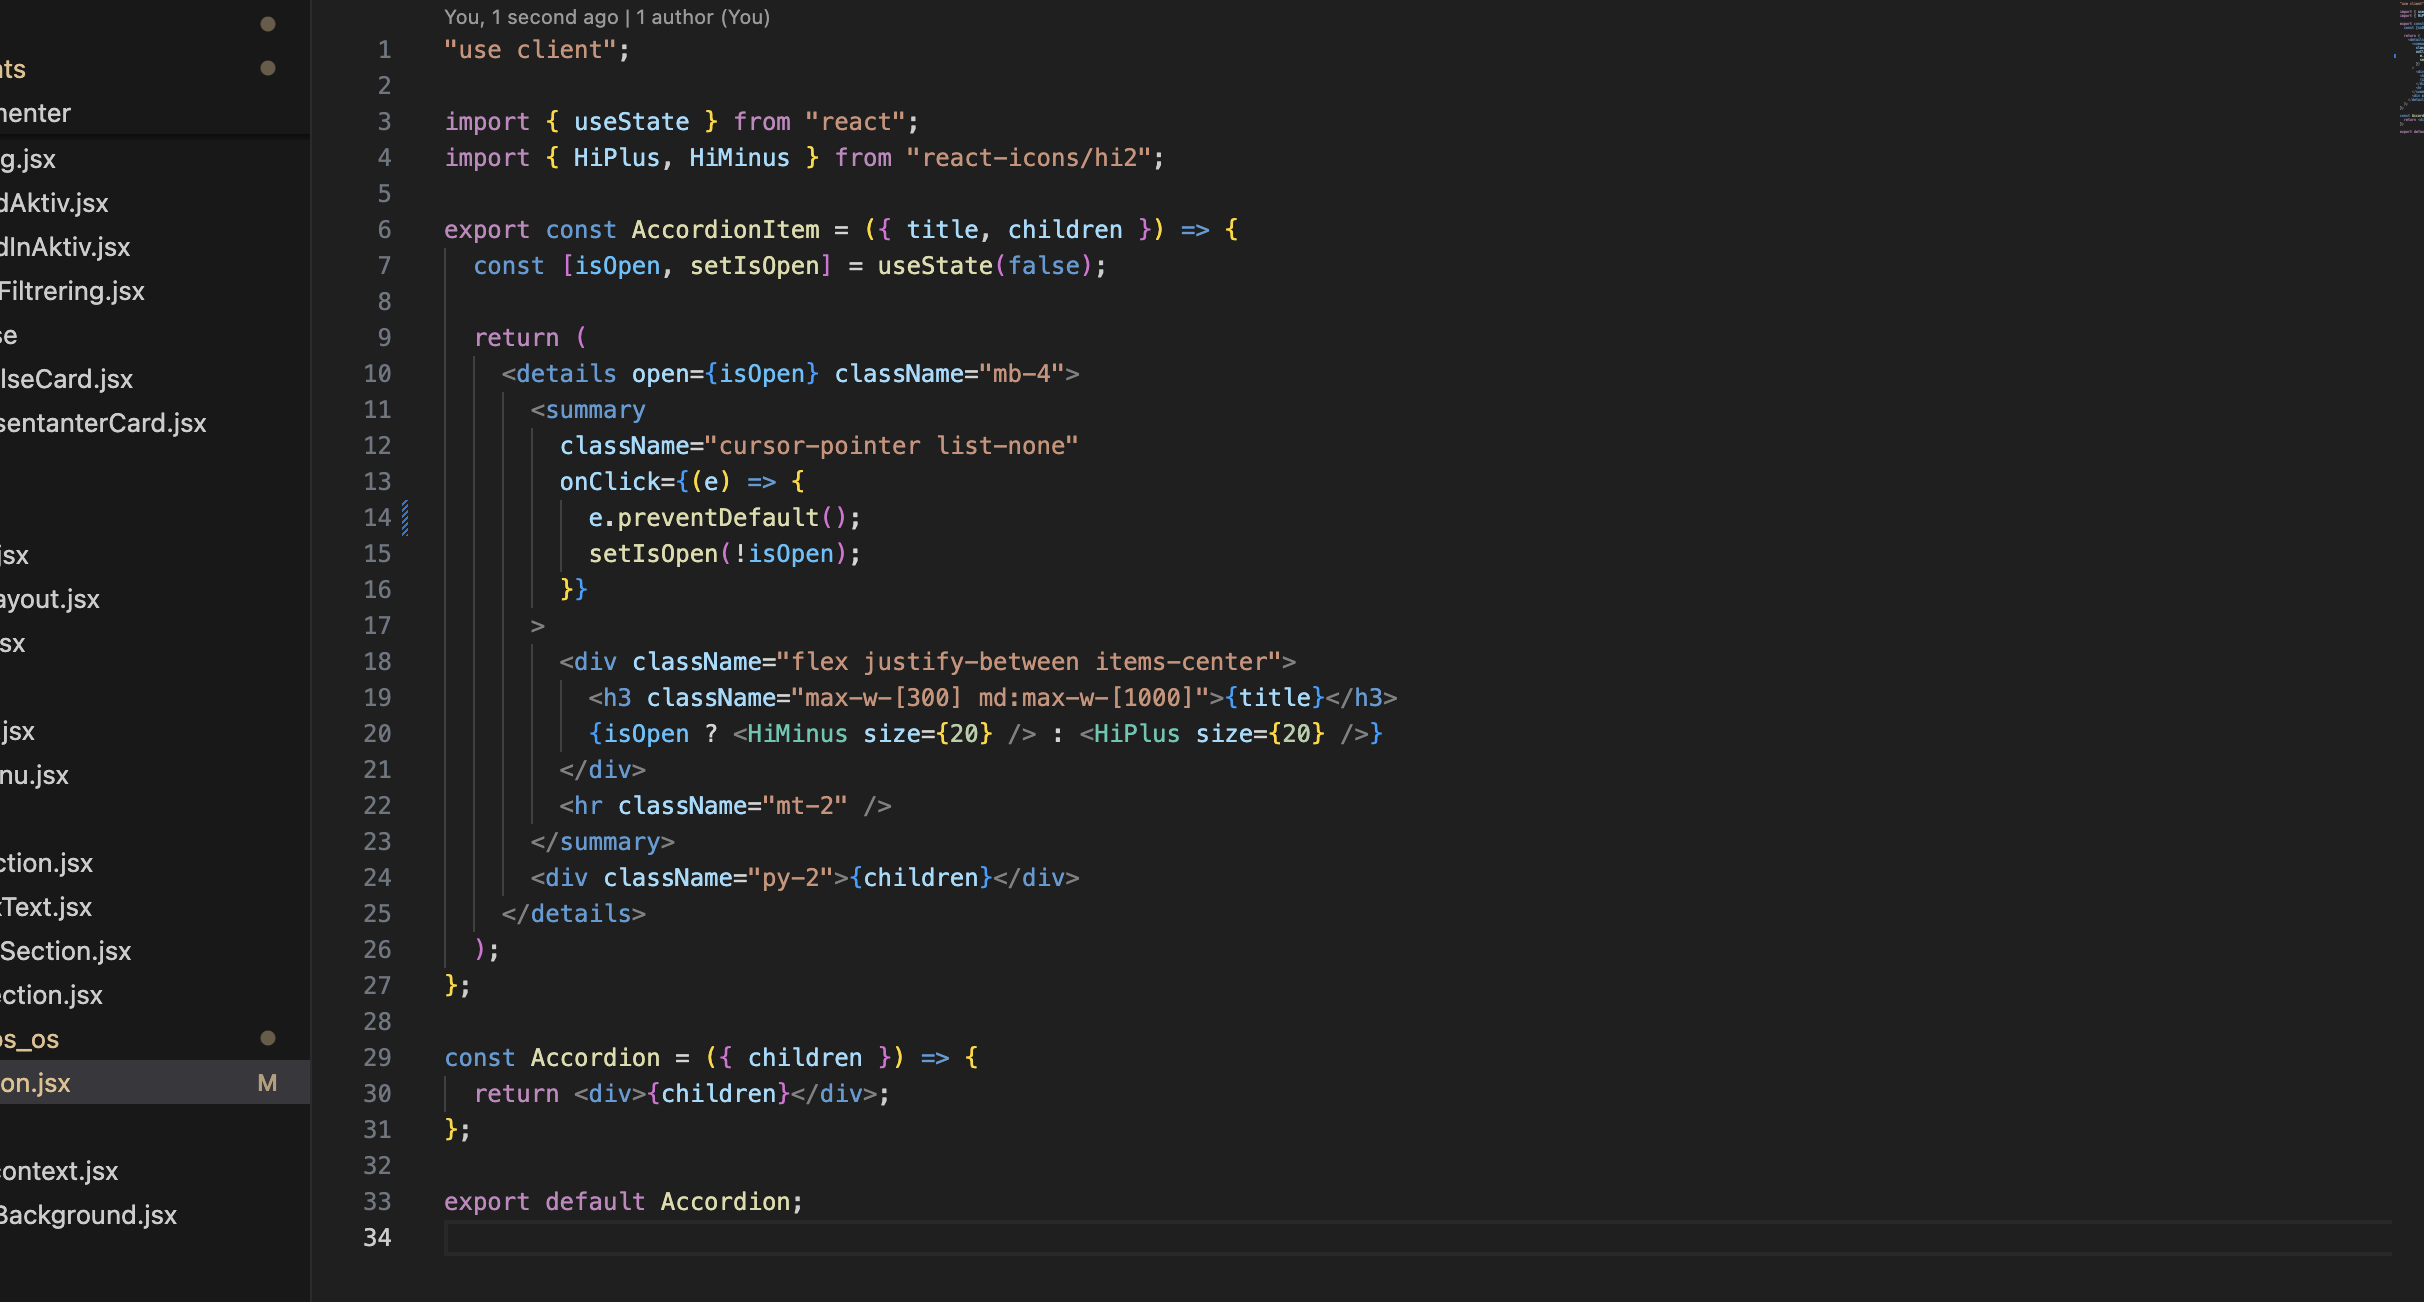 ts
menter
g.jsx
dAktiv.jsx
dInAktiv.jsx
Filtrering.jsx
se
lseCard.jsx
sentanterCard.jsx
jsx
ayout.jsx
sx
.jsx
nu.jsx
ction.jsx
Text.jsx
Section.jsx
ection.jsx
os_os
on.jsx M
context.jsx
Background.jsx
You, 1 second ago | 1 author (You)
1 "use client";
2
3 import { useState } from "react";
4 import { HiPlus, HiMinus } from "react-icons/hi2";
5
6 export const AccordionItem = ({ title, children }) => {
7   const [isOpen, setIsOpen] = useState(false);
8
9   return (
10     <details open={isOpen} className="mb-4">
11       <summary
12         className="cursor-pointer list-none"
13         onClick={(e) => {
14           e.preventDefault();
15           setIsOpen(!isOpen);
16         }}
17       >
18         <div className="flex justify-between items-center">
19           <h3 className="max-w-[300] md:max-w-[1000]">{title}</h3>
20           {isOpen ? <HiMinus size={20} /> : <HiPlus size={20} />}
21         </div>
22         <hr className="mt-2" />
23       </summary>
24       <div className="py-2">{children}</div>
25     </details>
26   );
27 };
28
29 const Accordion = ({ children }) => {
30   return <div>{children}</div>;
31 };
32
33 export default Accordion;
34